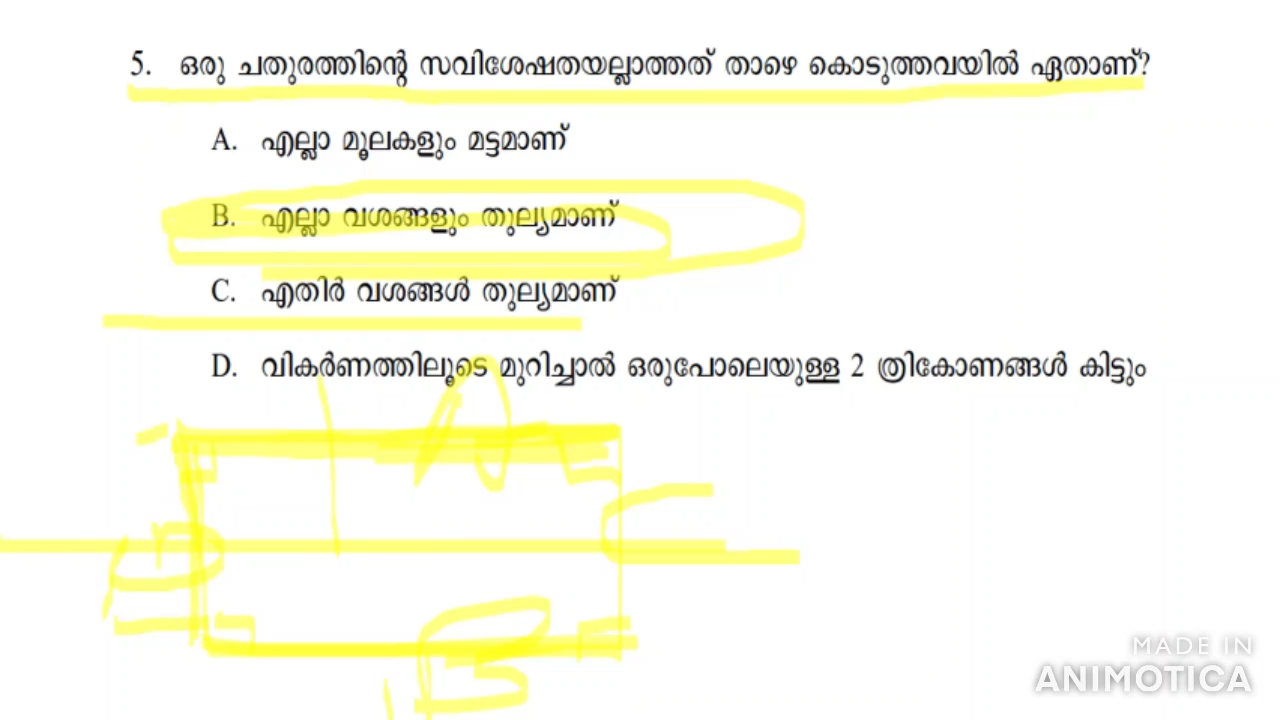 5. ഒരു ചതുരത്തിന്റെ സവിശേഷതയല്ലാത്തത് താഴെ കൊടുത്തവയിൽ ഏതാണ്?
A. എല്ലാ മൂലകളും മട്ടമാണ്
B. എല്ലാ വശങ്ങളും തുല്യമാണ്
C. എതിർ വശങ്ങൾ തുല്യമാണ്
D. വികർണത്തിലൂടെ മുറിച്ചാൽ ഒരുപോലെയുള്ള 2 ത്രികോണങ്ങൾ കിട്ടും
MADE IN
ANIMOTICA